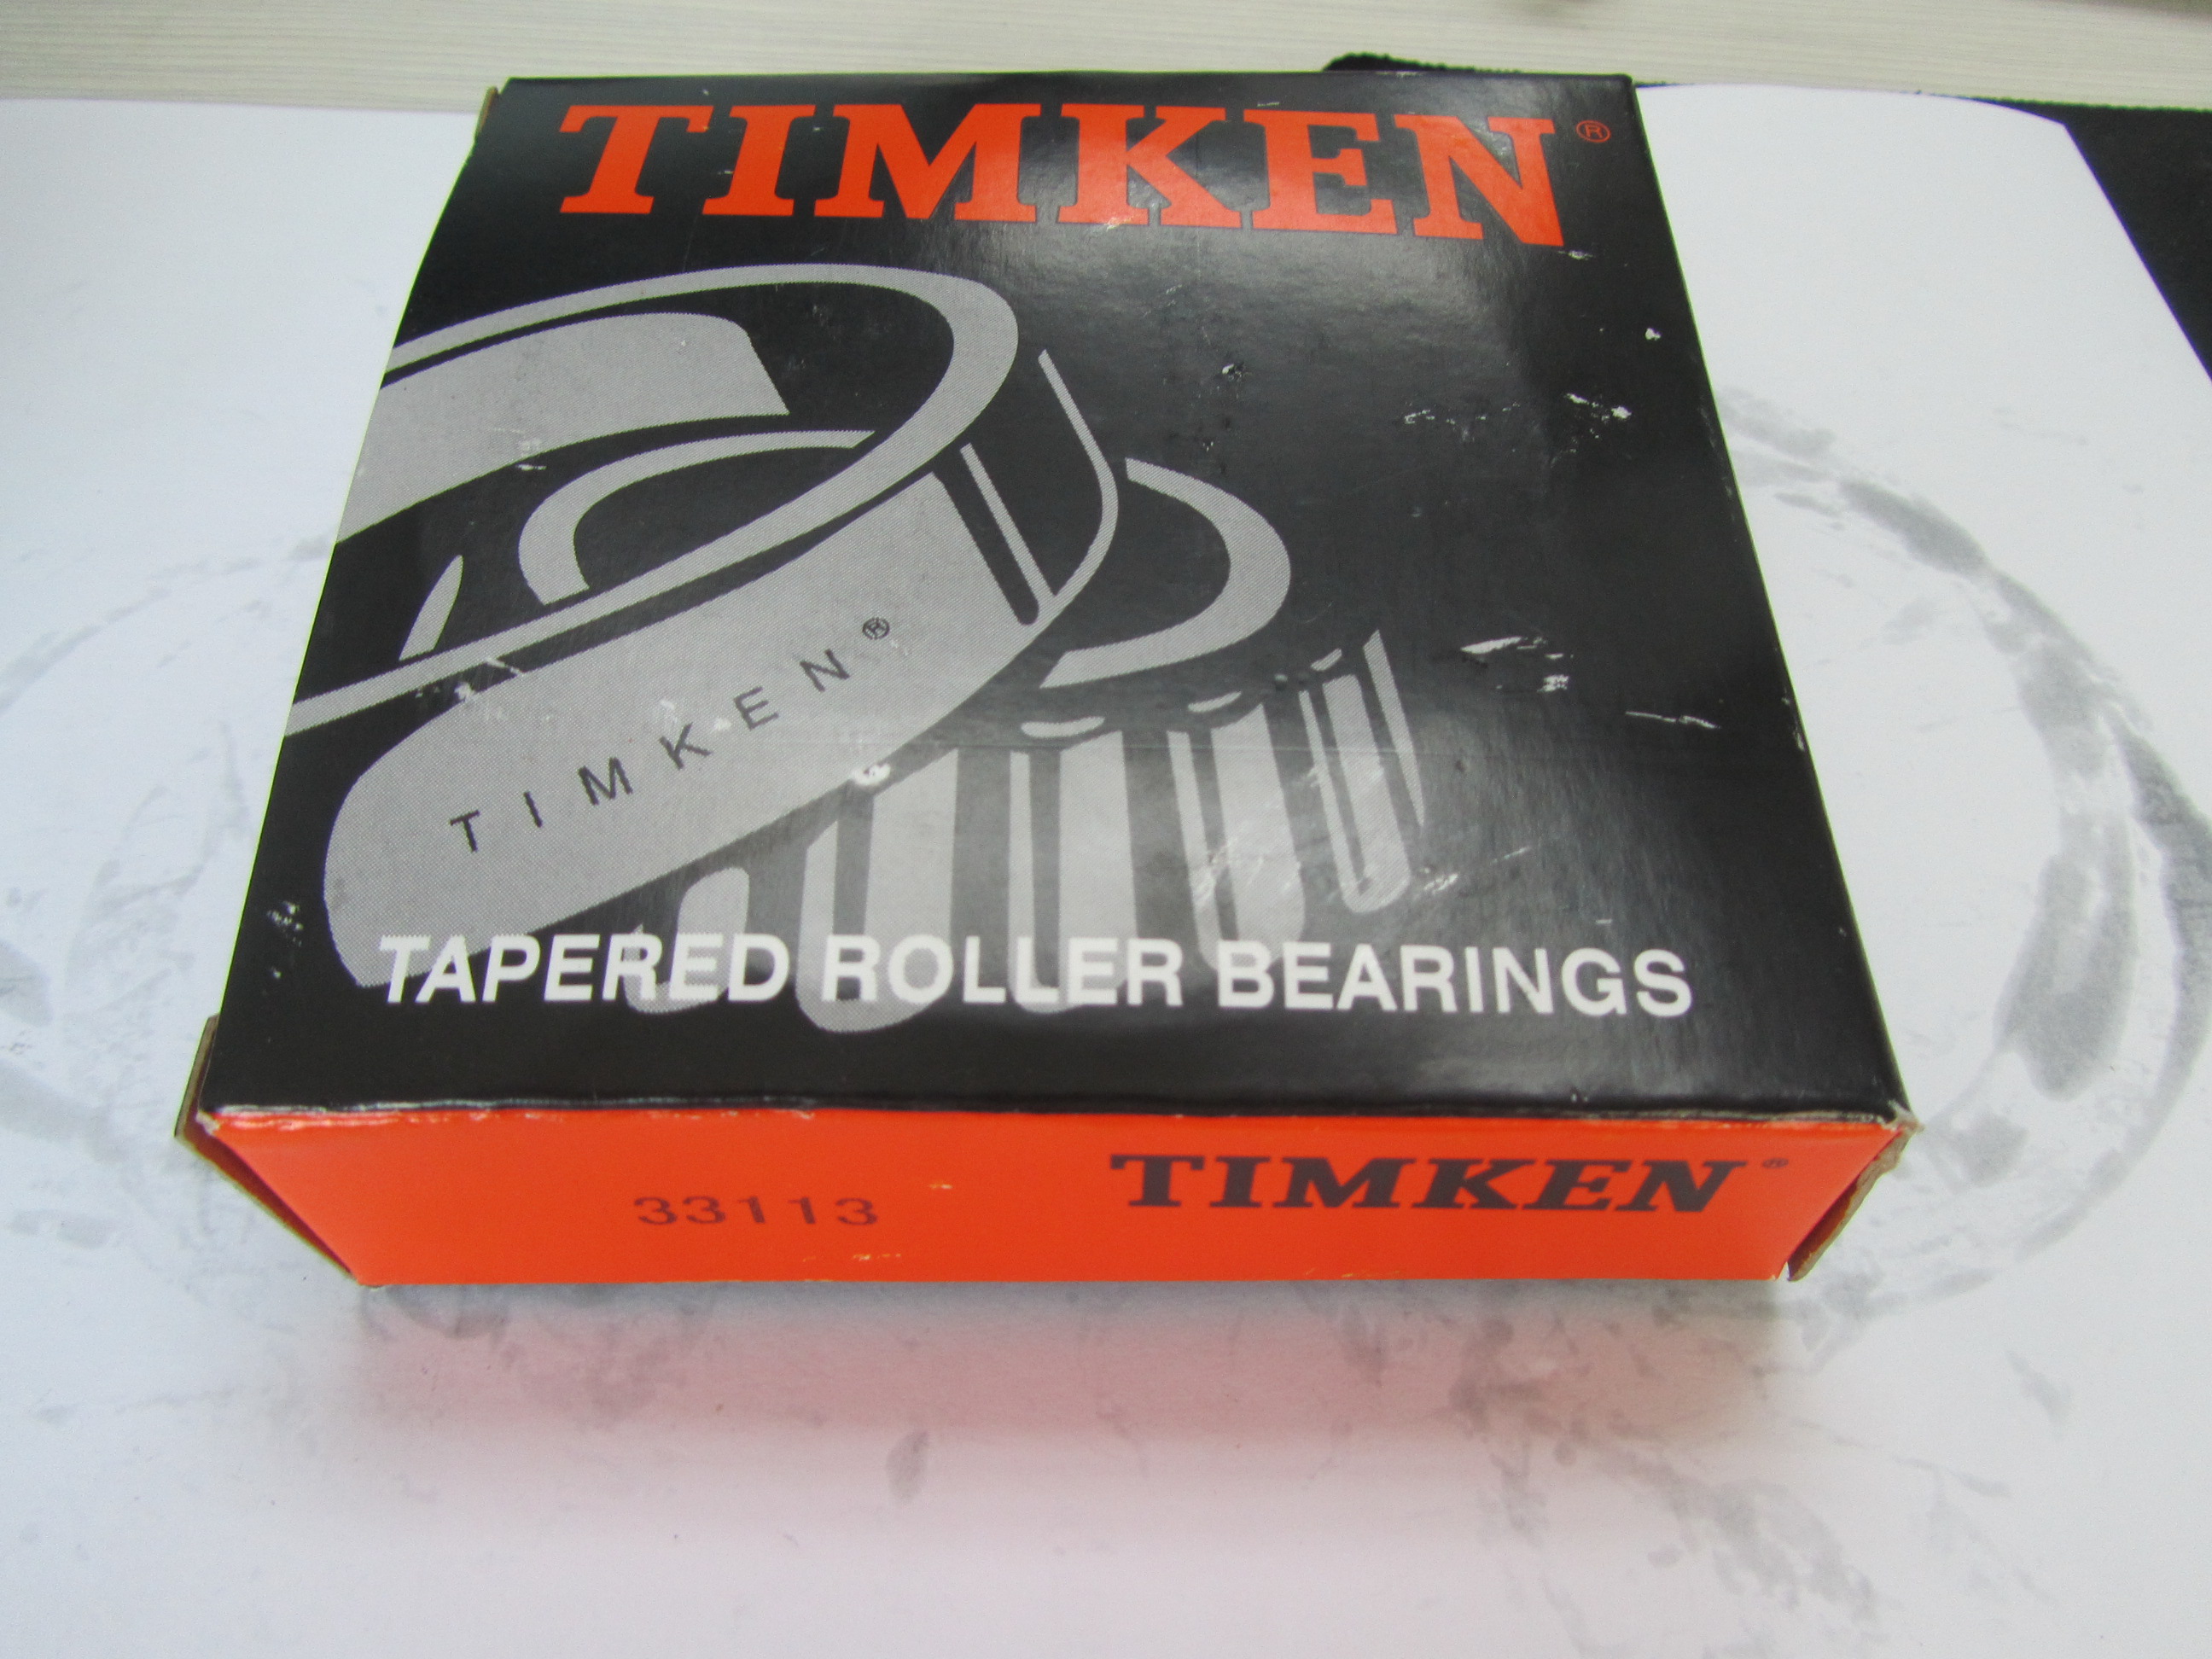 TIMKEN®
TIMKEN®
TAPERED ROLLER BEARINGS
33113
TIMKEN®